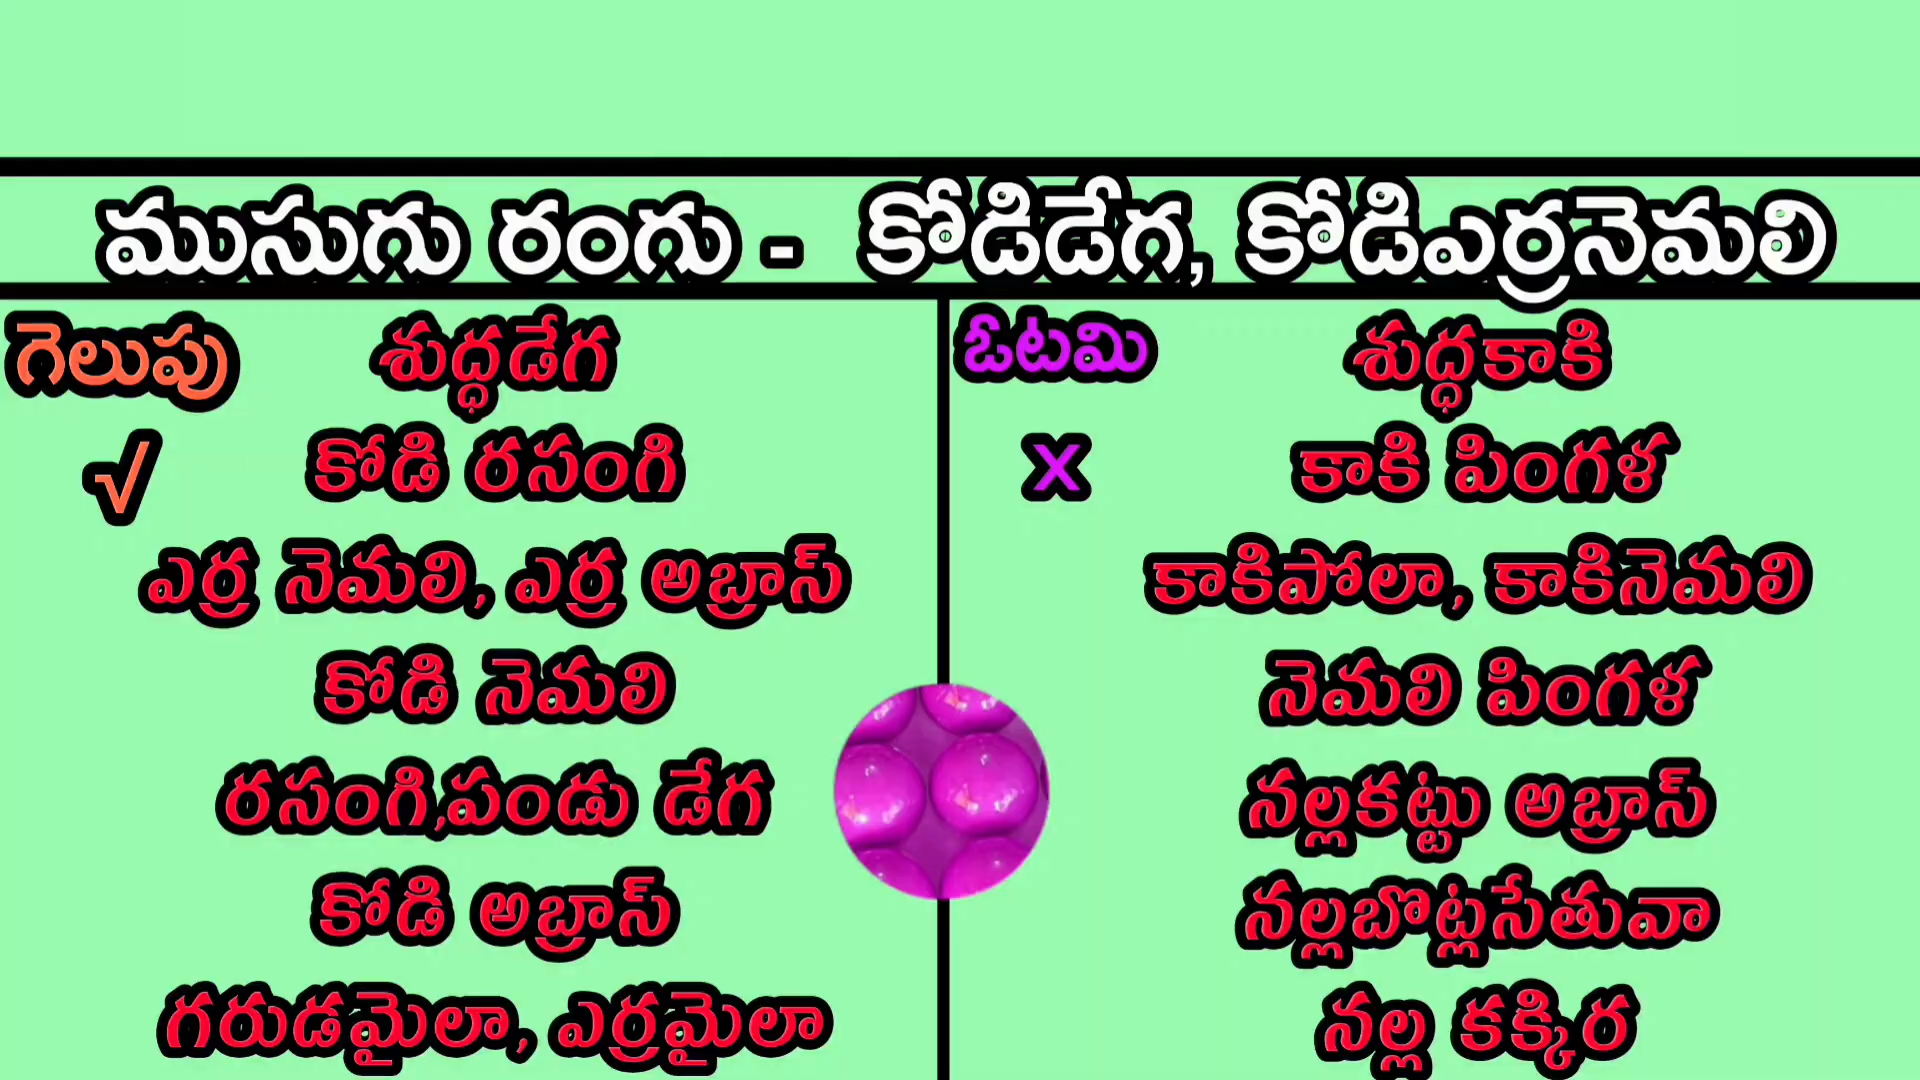 ముసుగు రంగు - కోడిడేగ, కోడిఎర్రనెమలి
గెలుపు
√
శుద్ధడేగ
కోడి రసంగి
ఎర్ర నెమలి, ఎర్ర అబ్రాస్
కోడి నెమలి
రసంగి,పండు డేగ
కోడి అబ్రాస్
గరుడమైలా, ఎర్రమైలా
ఓటమి
x
శుద్ధకాకి
కాకి పింగళ
కాకిపోలా, కాకినెమలి
నెమలి పింగళ
నల్లకట్టు అబ్రాస్
నల్లబొట్లసేతువా
నల్ల కక్కిర